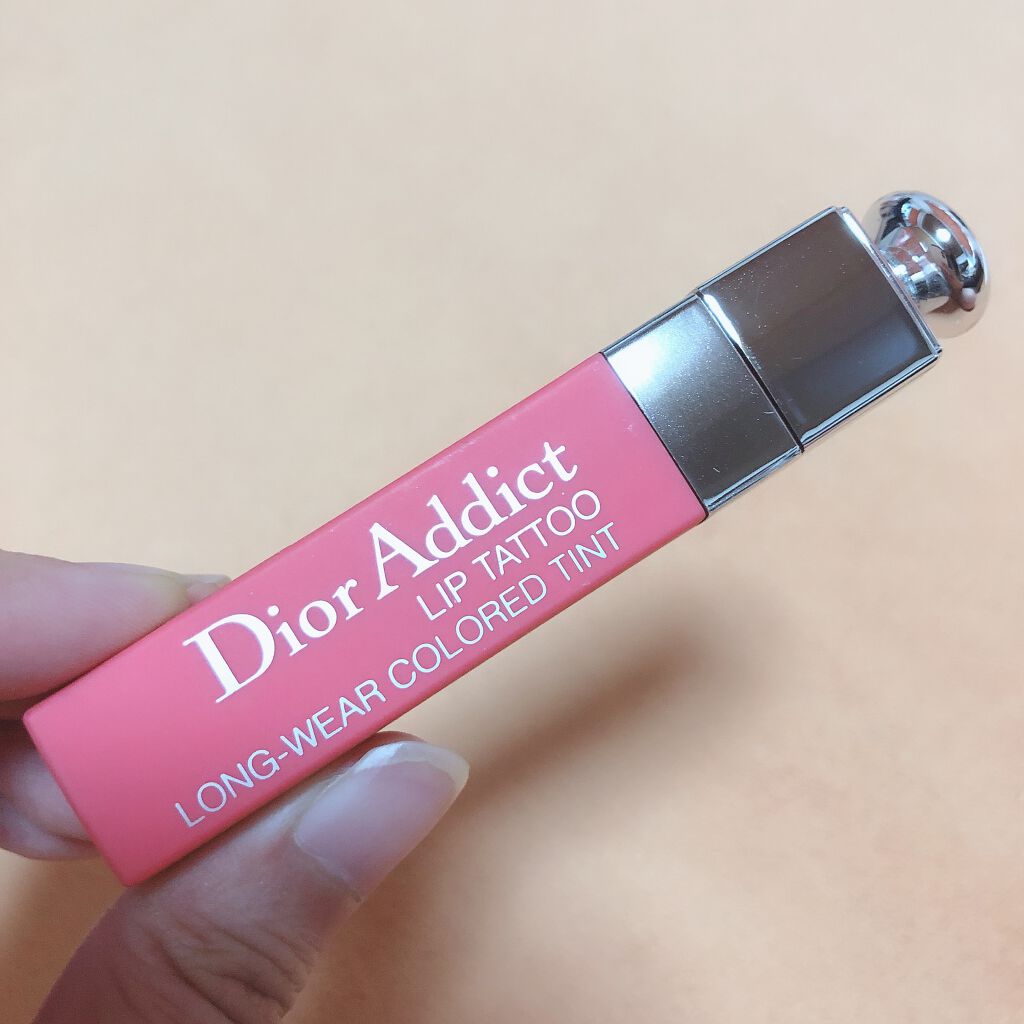 Dior Addict
LIP TATTOO
LONG-WEAR COLORED TINT